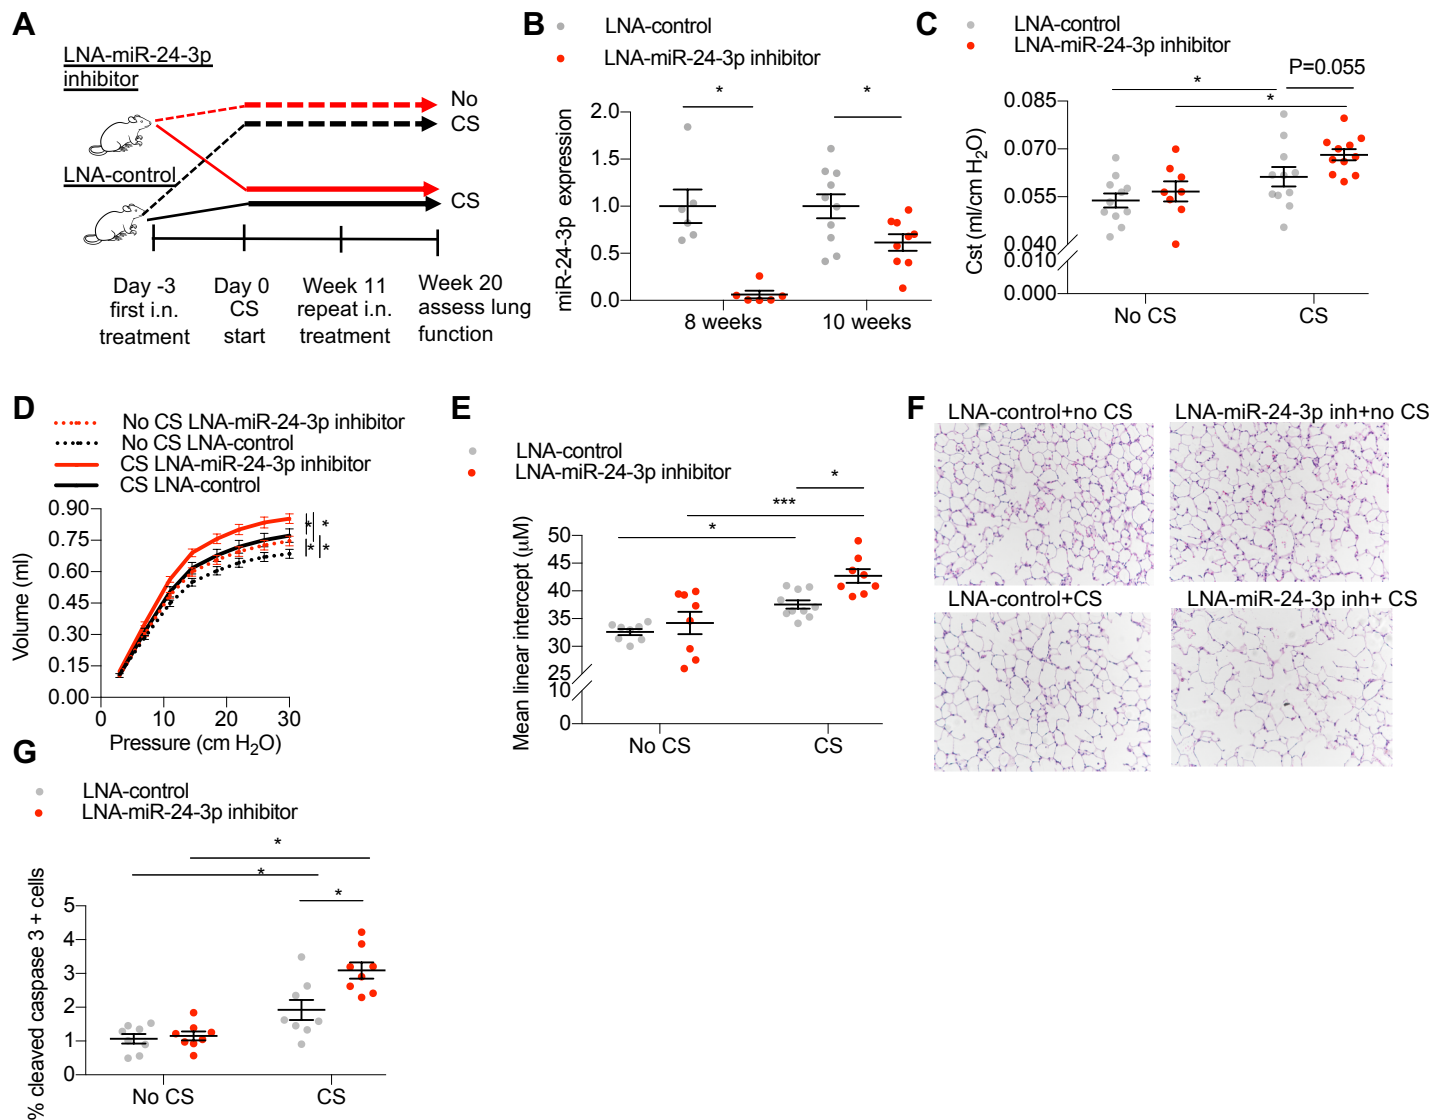 A
LNA-miR-24-3p
inhibitor
LNA-control
No
CS
CS
Day -3
first i.n.
treatment
Day 0
CS
start
Week 11
repeat i.n.
treatment
Week 20
assess lung
function
B
LNA-control
LNA-miR-24-3p inhibitor
miR-24-3p expression
2.0
1.5
1.0
0.5
0.0
*
*
8 weeks
10 weeks
C
LNA-control
LNA-miR-24-3p inhibitor
Cst (ml/cm H2O)
0.085
0.070
0.055
0.040
0.010
0.000
*
*
P=0.055
No CS
CS
D
No CS LNA-miR-24-3p inhibitor
No CS LNA-control
CS LNA-miR-24-3p inhibitor
CS LNA-control
Volume (ml)
0.90
0.75
0.60
0.45
0.30
0.15
0.00
* *
* *
0 10 20 30
Pressure (cm H2O)
E
LNA-control
LNA-miR-24-3p inhibitor
Mean linear intercept (µM)
50
45
40
35
30
25
10
0
*
***
*
No CS
CS
F
LNA-control+no CS
LNA-miR-24-3p inh+no CS
LNA-control+CS
LNA-miR-24-3p inh+ CS
G
LNA-control
LNA-miR-24-3p inhibitor
% cleaved caspase 3 + cells
5
4
3
2
1
0
*
*
*
No CS
CS